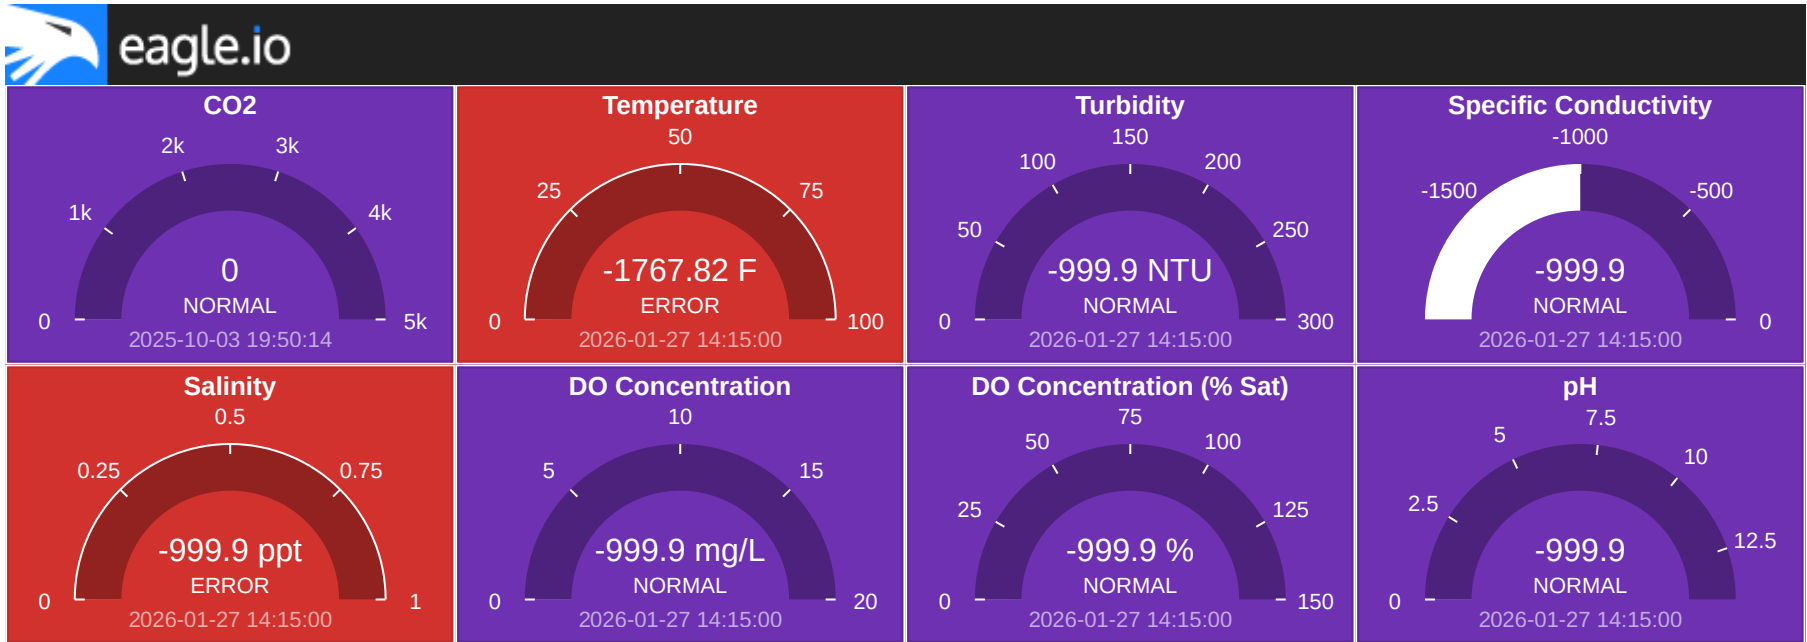 eagle.io
CO2
2k
3k
1k
4k
0
NORMAL
0
5k
2025-10-03 19:50:14
Temperature
50
25
75
-1767.82 F
ERROR
0
100
2026-01-27 14:15:00
Turbidity
150
100
200
50
250
-999.9 NTU
NORMAL
0
300
2026-01-27 14:15:00
Specific Conductivity
-1000
-1500
-500
-999.9
NORMAL
0
2026-01-27 14:15:00
Salinity
0.5
0.25
0.75
-999.9 ppt
ERROR
0
1
2026-01-27 14:15:00
DO Concentration
10
5
15
-999.9 mg/L
NORMAL
0
20
2026-01-27 14:15:00
DO Concentration (% Sat)
75
50
100
25
125
-999.9 %
NORMAL
0
150
2026-01-27 14:15:00
pH
7.5
5
10
2.5
12.5
-999.9
NORMAL
0
2026-01-27 14:15:00